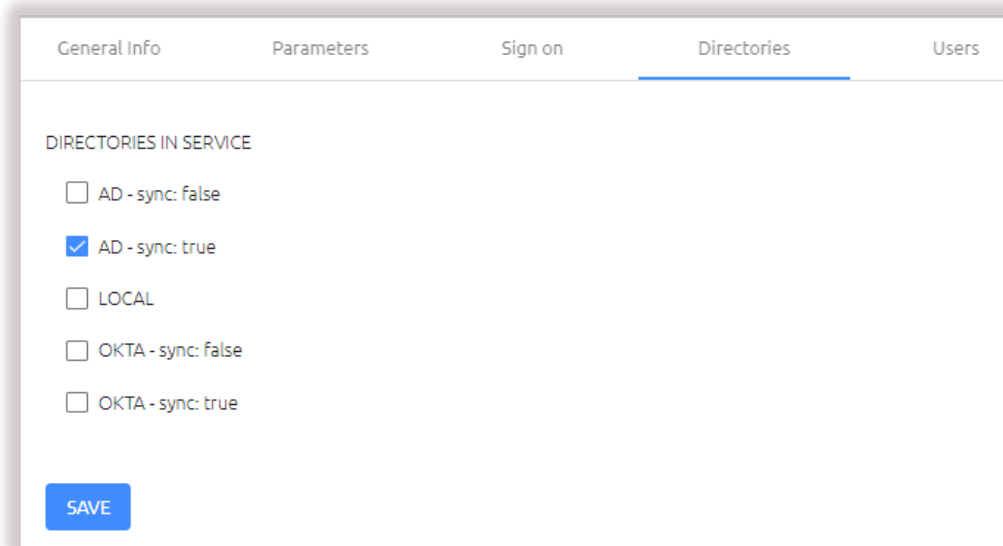 General Info Parameters Sign on Directories Users
DIRECTORIES IN SERVICE
AD - sync: false
AD - sync: true
LOCAL
OKTA - sync: false
OKTA - sync: true
SAVE